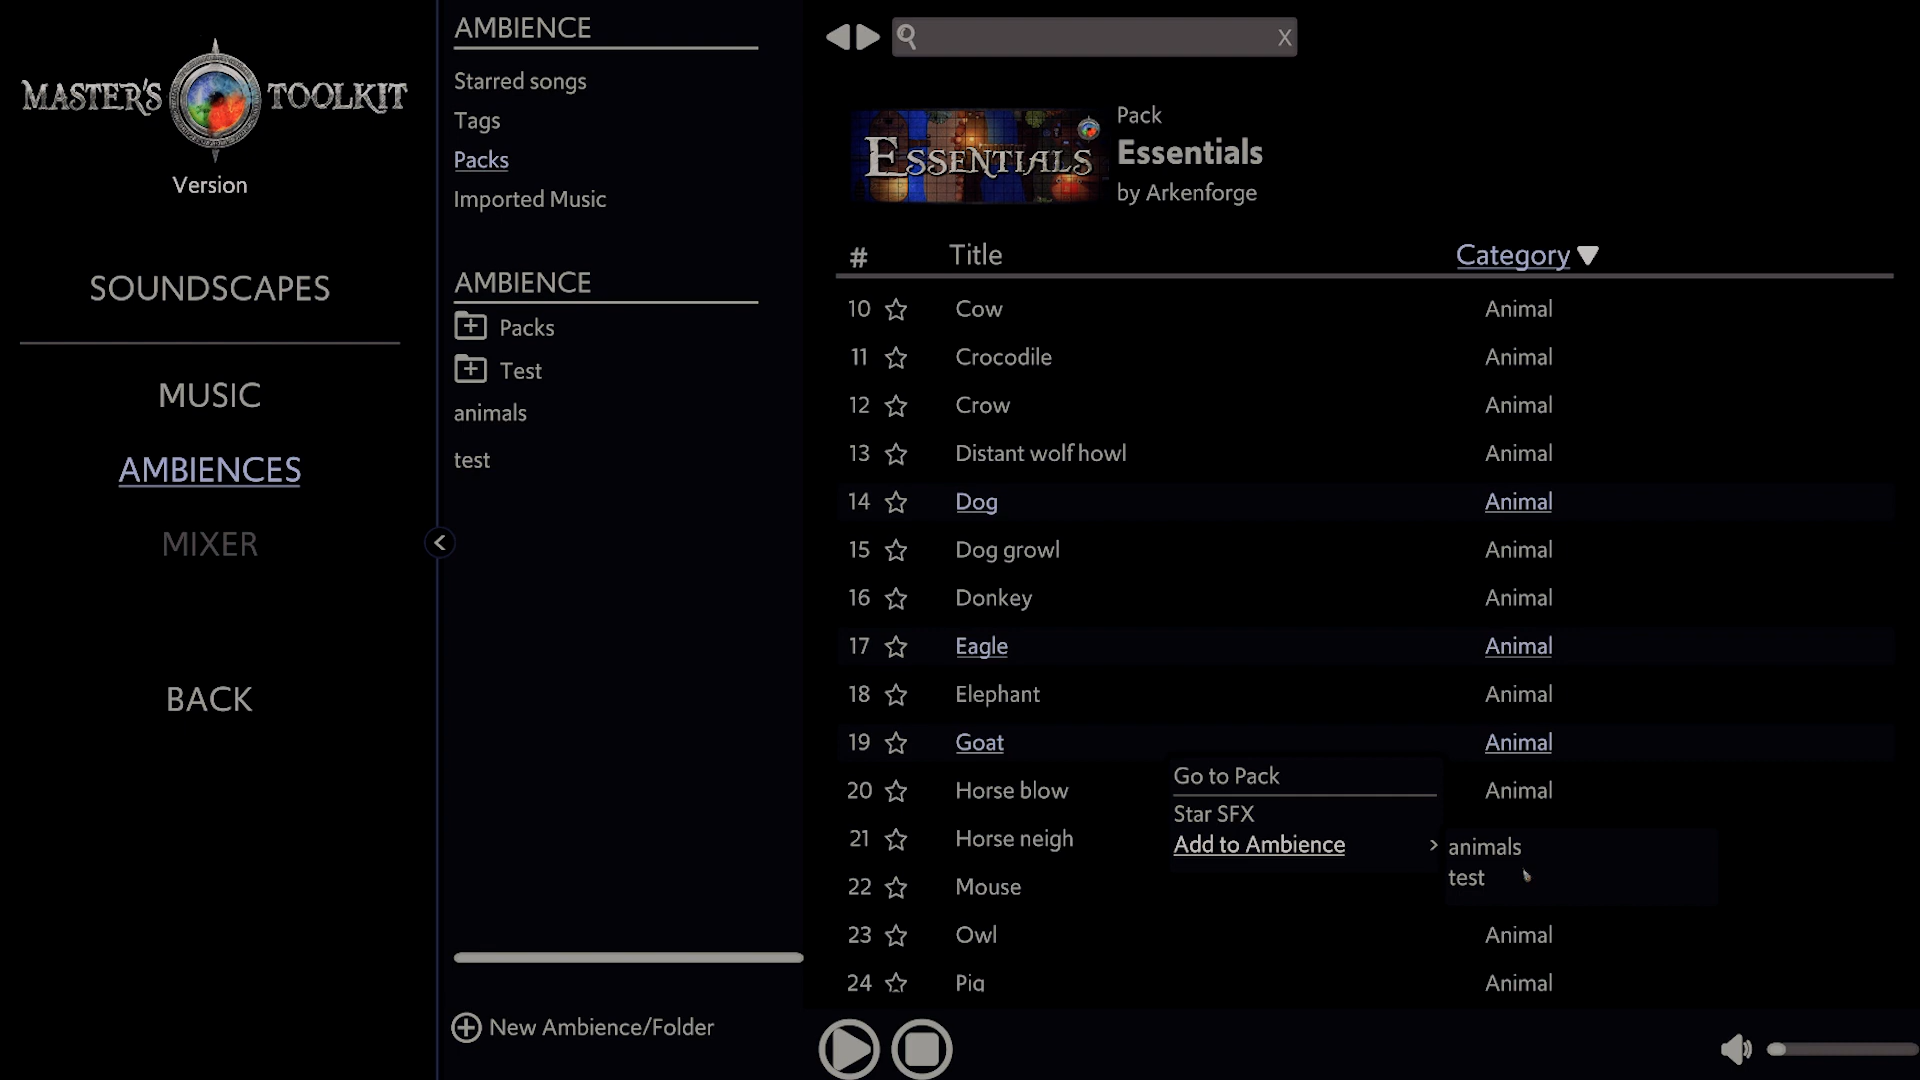 MASTER'S TOOLKIT
Version
SOUNDSCAPES
MUSIC
AMBIENCES
MIXER
BACK
AMBIENCE
Starred songs
Tags
Packs
Imported Music
AMBIENCE
Packs
Test
animals
test
New Ambience/Folder
X
ESSENTIALS
Pack
Essentials
by Arkenforge
# Title Category
10 Cow Animal
11 Crocodile Animal
12 Crow Animal
13 Distant wolf howl Animal
14 Dog Animal
15 Dog growl Animal
16 Donkey Animal
17 Eagle Animal
18 Elephant Animal
19 Goat Animal
20 Horse blow Animal
21 Horse neigh
22 Mouse
23 Owl Animal
24 Pig Animal
Go to Pack
Star SFX
Add to Ambience >
animals
test